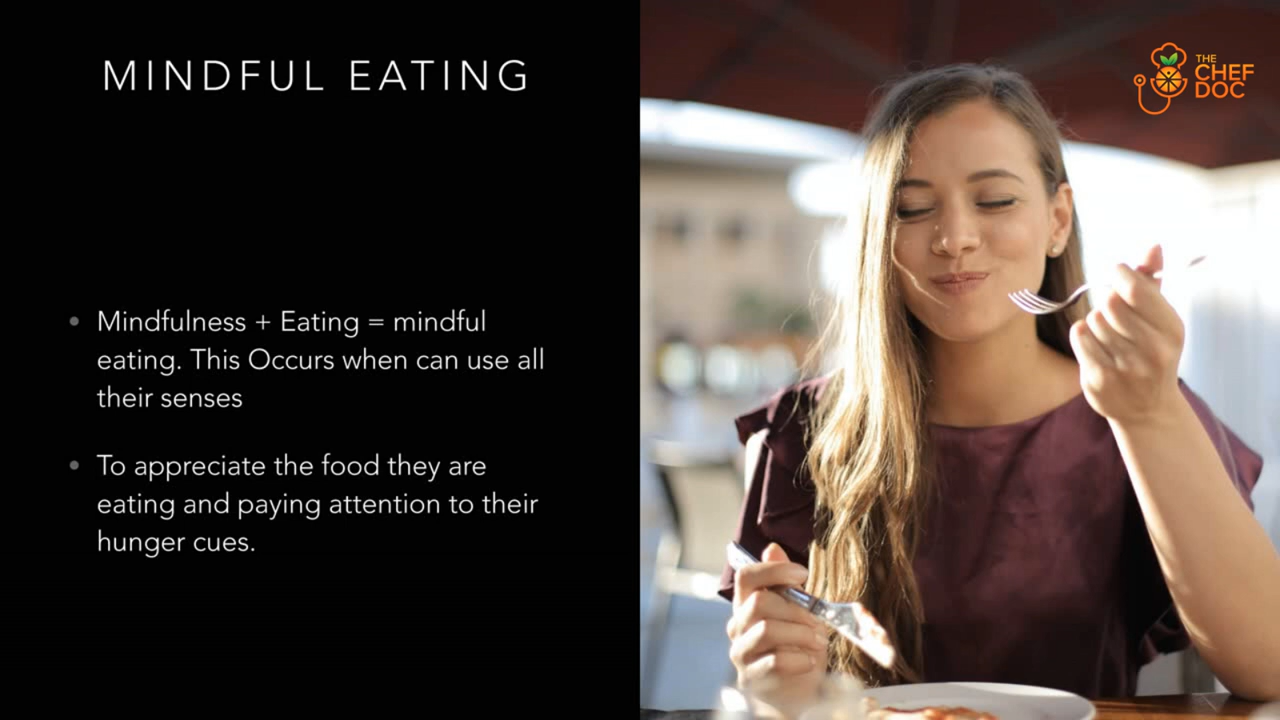 MINDFUL EATING
THE
CHEF
DOC
• Mindfulness + Eating = mindful
eating. This Occurs when can use all
their senses
• To appreciate the food they are
eating and paying attention to their
hunger cues.